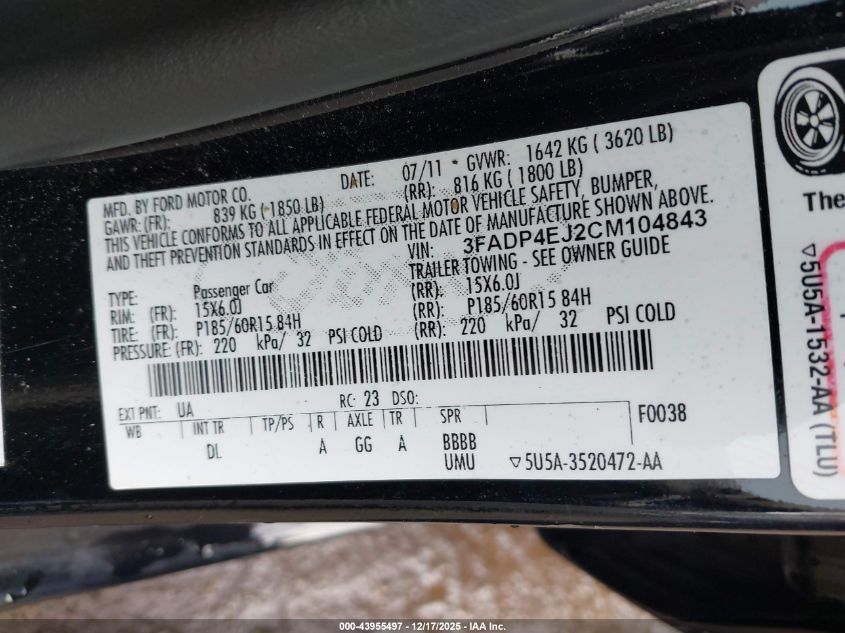 MFD. BY FORD MOTOR CO. DATE: 07/11 • GVWR: 1642 KG ( 3620 LB)
GAWR: (FR): 839 KG ( 1850 LB) (RR): 816 KG ( 1800 LB)
THIS VEHICLE CONFORMS TO ALL APPLICABLE FEDERAL MOTOR VEHICLE SAFETY, BUMPER,
AND THEFT PREVENTION STANDARDS IN EFFECT ON THE DATE OF MANUFACTURE SHOWN ABOVE.
VIN: 3FADP4EJ2CM104843
TYPE: Passenger Car TRAILER TOWING - SEE OWNER GUIDE
RIM: (FR): 15X6.0J (RR): 15X6.0J
TIRE: (FR): P185/60R15 84H (RR): P185/60R15 84H
PRESSURE: (FR): 220 kPa/ 32 PSI COLD (RR): 220 kPa/ 32 PSI COLD
EXT PNT: UA RC: 23 DSO:
WB INT TR TP/PS R AXLE TR SPR F0038
DL A GG A BBBB
UMU ▽5U5A-3520472-AA
The
▽5U5A-1532-AA (TLU)
000-43955497 - 12/17/2025 - IAA Inc.